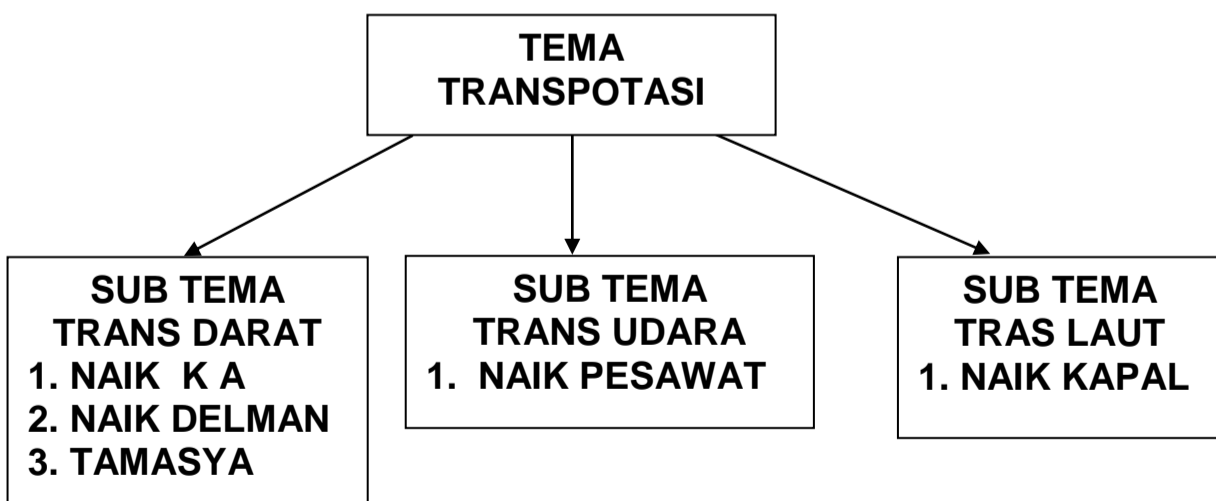 TEMA
TRANSPOTASI
SUB TEMA
TRANS DARAT
1. NAIK K A
2. NAIK DELMAN
3. TAMASYA
SUB TEMA
TRANS UDARA
1. NAIK PESAWAT
SUB TEMA
TRAS LAUT
1. NAIK KAPAL